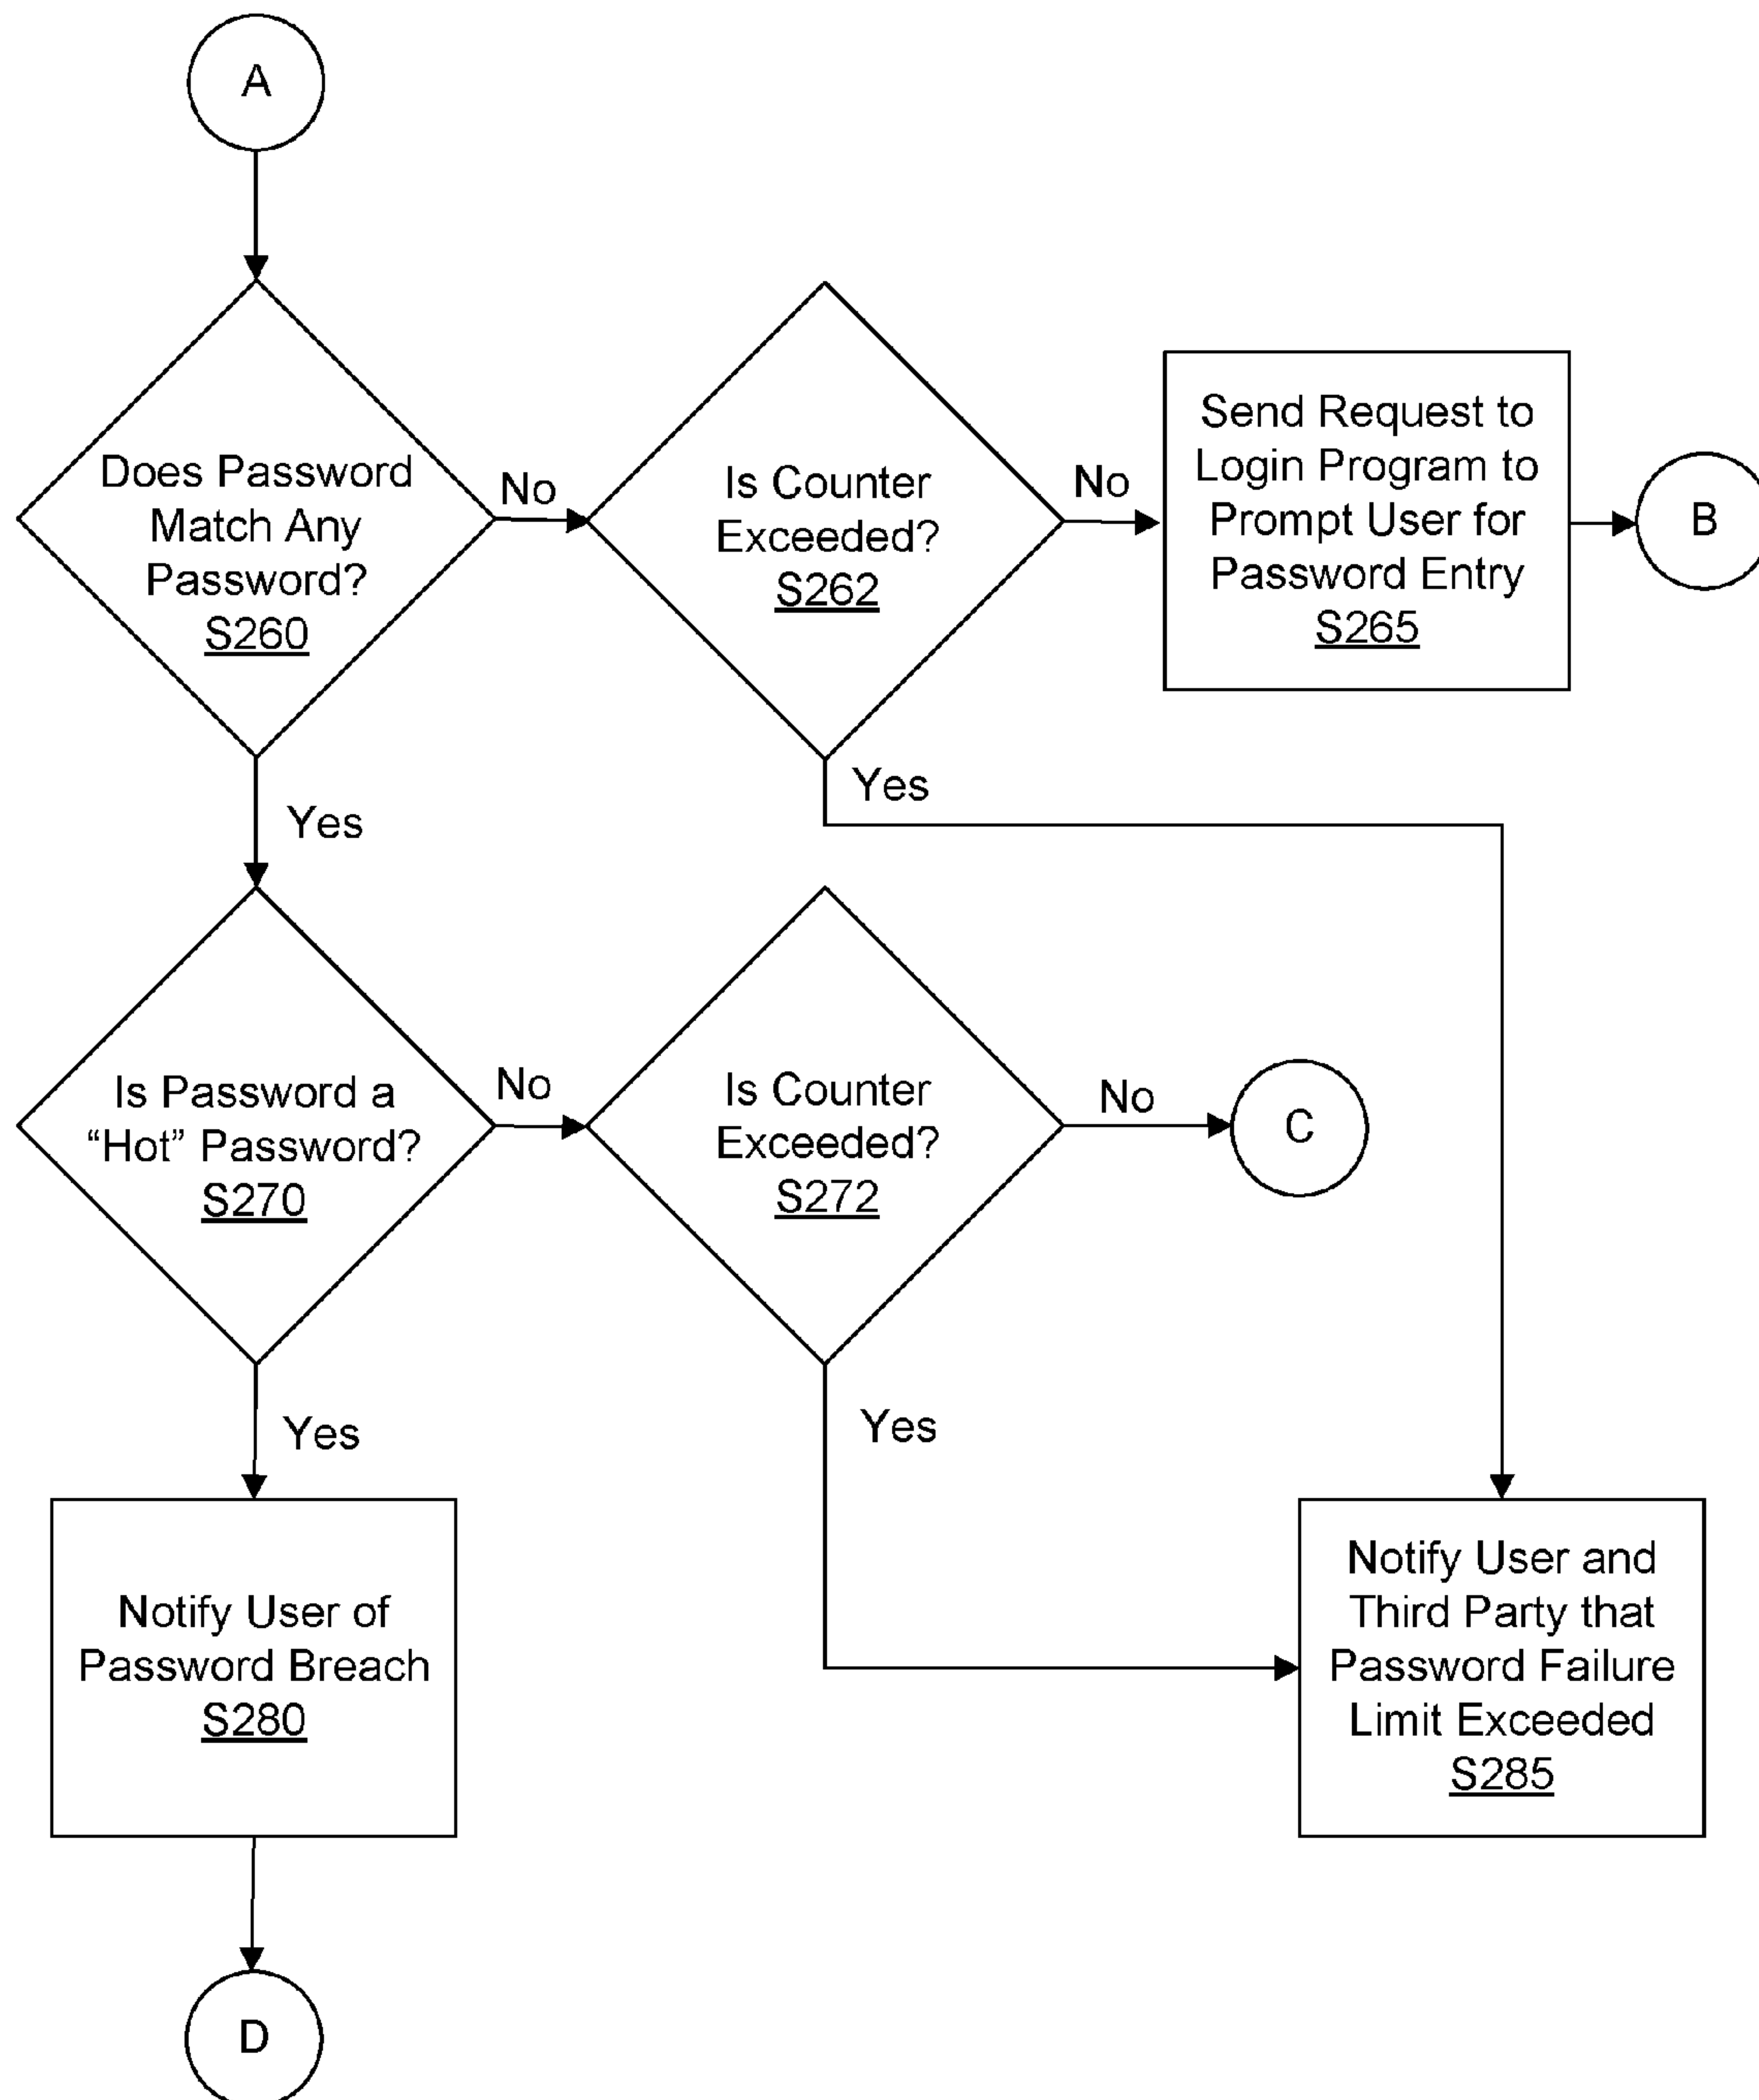 A
Does Password
Match Any
Password?
S260
No
Is Counter
Exceeded?
S262
No
Send Request to
Login Program to
Prompt User for
Password Entry
S265
B
Yes
Yes
Is Password a
“Hot” Password?
S270
No
Is Counter
Exceeded?
S272
No
C
Yes
Yes
Notify User of
Password Breach
S280
Notify User and
Third Party that
Password Failure
Limit Exceeded
S285
D